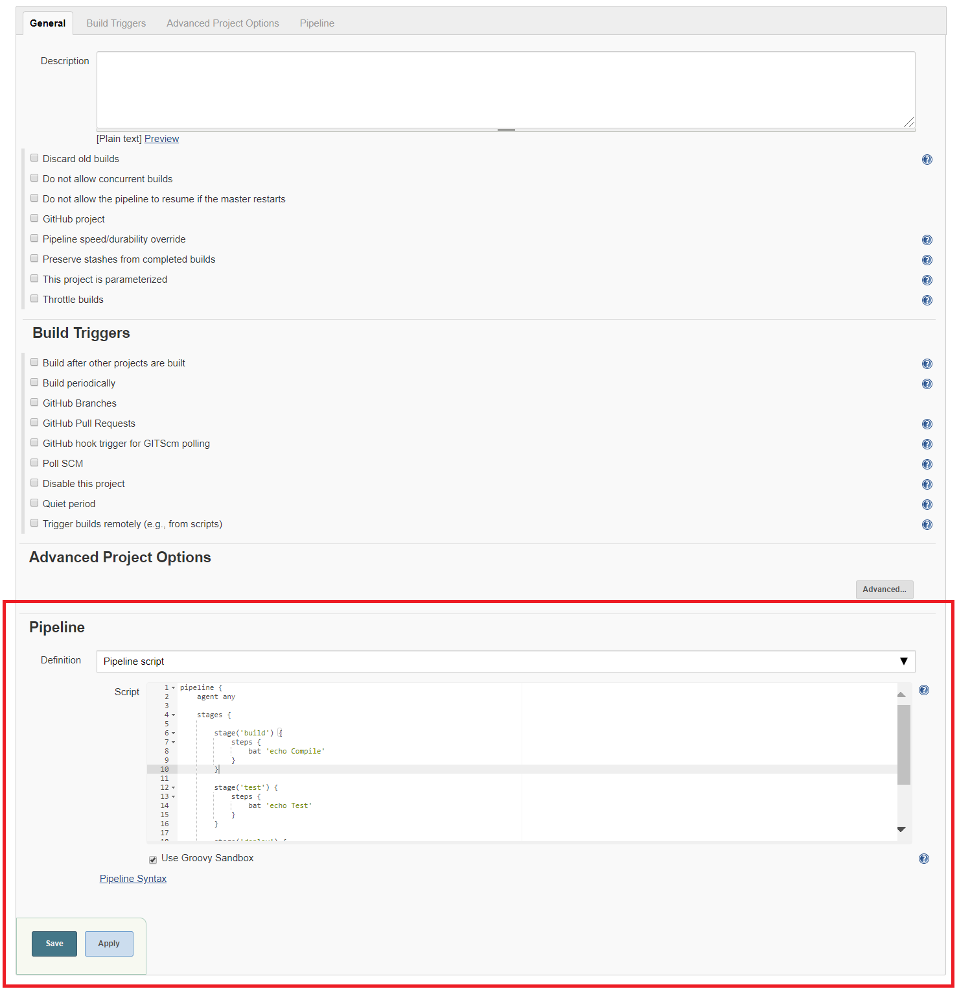 General Build Triggers Advanced Project Options Pipeline
Description
[Plain text] Preview
Discard old builds
Do not allow concurrent builds
Do not allow the pipeline to resume if the master restarts
GitHub project
Pipeline speed/durability override
Preserve stashes from completed builds
This project is parameterized
Throttle builds
Build Triggers
Build after other projects are built
Build periodically
GitHub Branches
GitHub Pull Requests
GitHub hook trigger for GITScm polling
Poll SCM
Disable this project
Quiet period
Trigger builds remotely (e.g., from scripts)
Advanced Project Options
Advanced...
Pipeline
Definition Pipeline script
Script
1 pipeline {
2 agent any
3
4 stages {
5
6 stage('build') {
7 steps {
8 bat 'echo Compile'
9 }
10 }
11
12 stage('test') {
13 steps {
14 bat 'echo Test'
15 }
16 }
17
18 stage('deploy') {
Use Groovy Sandbox
Pipeline Syntax
Save Apply